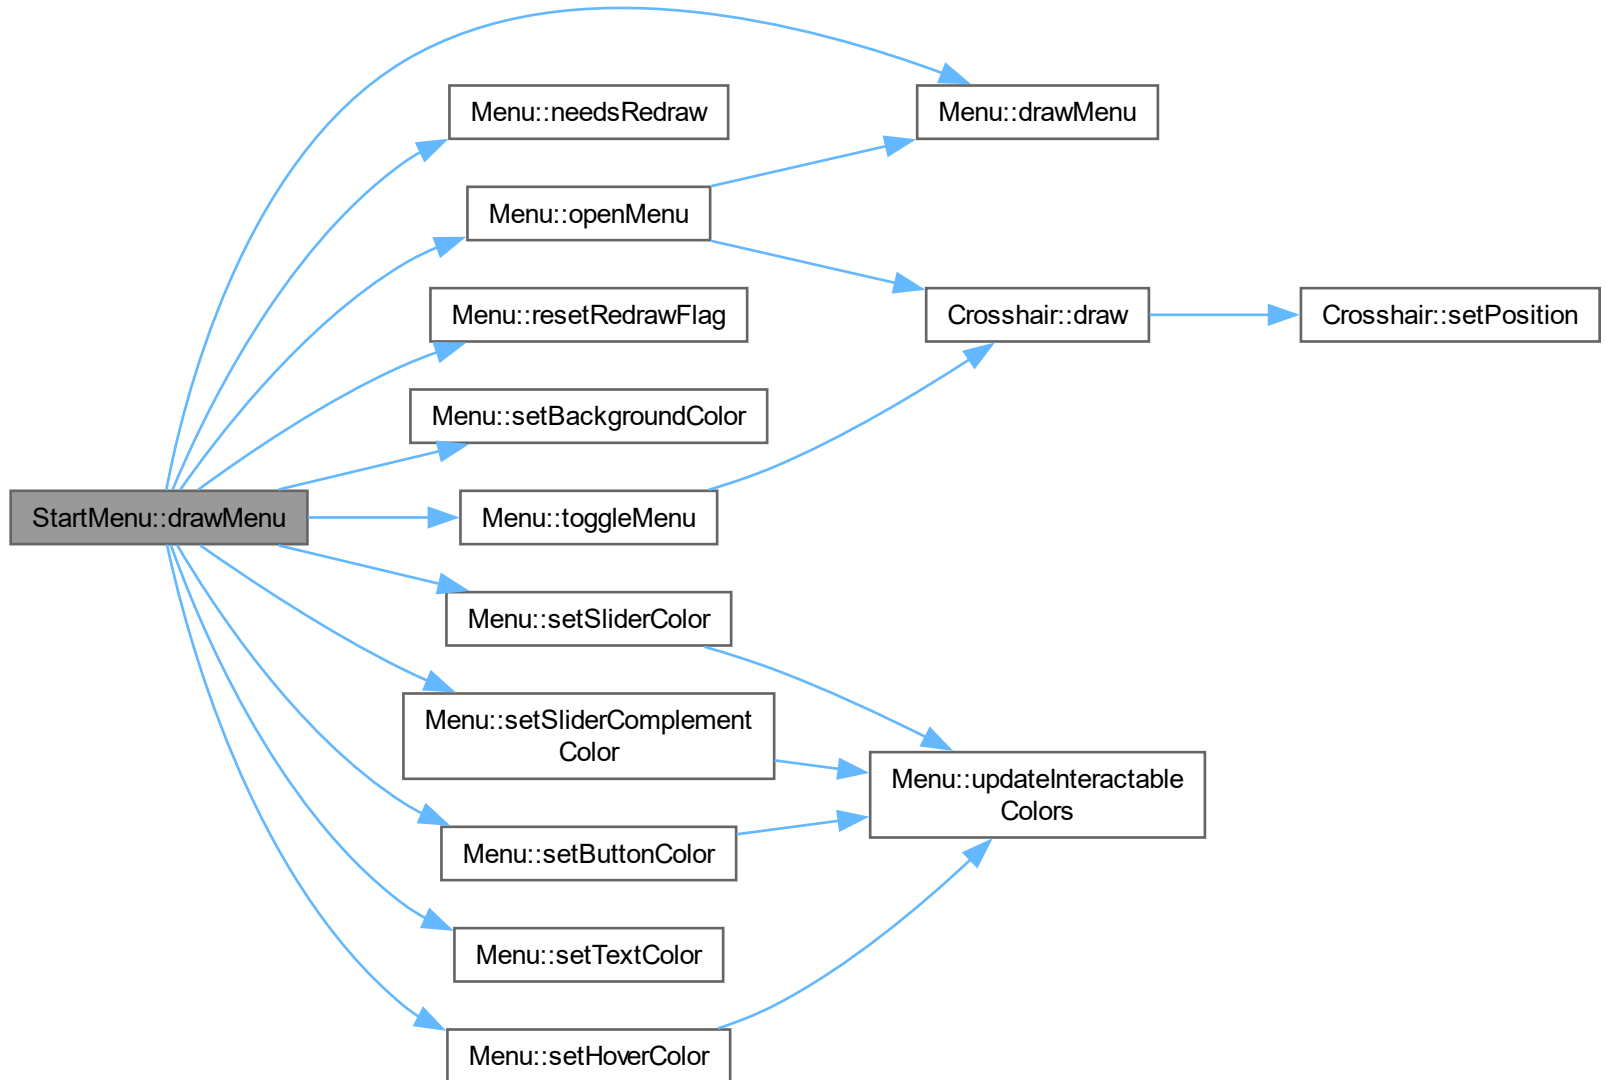 Menu::needsRedraw
Menu::drawMenu
Menu::openMenu
Menu::resetRedrawFlag
Crosshair::draw
Crosshair::setPosition
Menu::setBackgroundColor
StartMenu::drawMenu
Menu::toggleMenu
Menu::setSliderColor
Menu::setSliderComplement
Color
Menu::updateInteractable
Colors
Menu::setButtonColor
Menu::setTextColor
Menu::setHoverColor